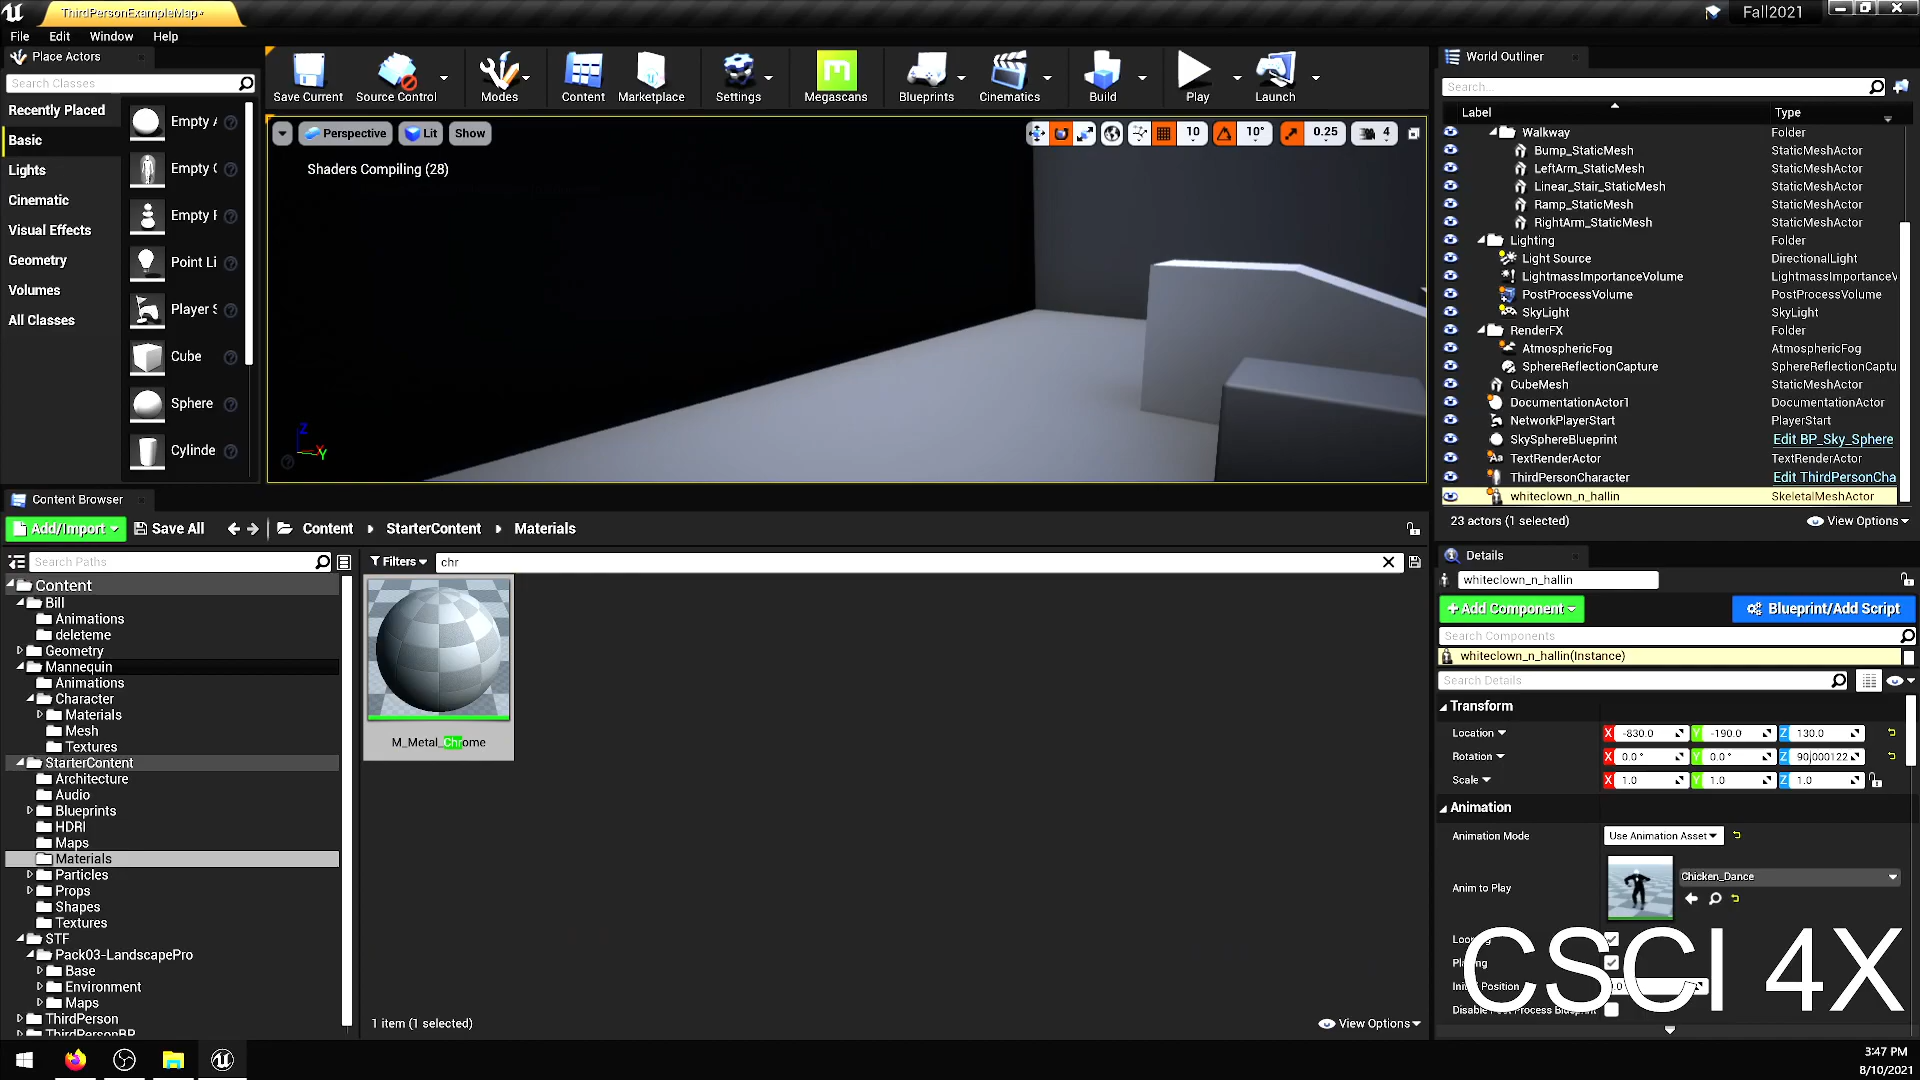 ThirdPersonExampleMap*
Fall2021
File Edit Window Help
Place Actors
Search Classes
Recently Placed
Basic
Lights
Cinematic
Visual Effects
Geometry
Volumes
All Classes
Empty A
Empty C
Empty P
Point Li
Player S
Cube
Sphere
Cylinde
Save Current
Source Control
Modes
Content
Marketplace
Settings
Megascans
Blueprints
Cinematics
Build
Play
Launch
Perspective Lit Show
10 10° 0.25 4
Shaders Compiling (28)
Z
Y
World Outliner
Search...
Label Type
Walkway Folder
Bump_StaticMesh StaticMeshActor
LeftArm_StaticMesh StaticMeshActor
Linear_Stair_StaticMesh StaticMeshActor
Ramp_StaticMesh StaticMeshActor
RightArm_StaticMesh StaticMeshActor
Lighting Folder
Light Source DirectionalLight
LightmassImportanceVolume LightmassImportanceV
PostProcessVolume PostProcessVolume
SkyLight SkyLight
RenderFX Folder
AtmosphericFog AtmosphericFog
SphereReflectionCapture SphereReflectionCaptu
CubeMesh StaticMeshActor
DocumentationActor1 DocumentationActor
NetworkPlayerStart PlayerStart
SkySphereBlueprint Edit BP_Sky_Sphere
TextRenderActor TextRenderActor
ThirdPersonCharacter Edit ThirdPersonCha
whiteclown_n_hallin SkeletalMeshActor
23 actors (1 selected) View Options
Content Browser
Add/Import Save All Content StarterContent Materials
Search Paths
Filters chr
Content
Bill
Animations
deleteme
Geometry
Mannequin
Animations
Character
Materials
Mesh
Textures
StarterContent
Architecture
Audio
Blueprints
HDRI
Maps
Materials
Particles
Props
Shapes
Textures
STF
Pack03-LandscapePro
Base
Environment
Maps
ThirdPerson
ThirdPersonBP
M_Metal_Chrome
1 item (1 selected) View Options
Details
whiteclown_n_hallin
Add Component Blueprint/Add Script
Search Components
whiteclown_n_hallin(Instance)
Search Details
Transform
Location X -830.0 Y -190.0 Z 130.0
Rotation X 0.0° Y 0.0° Z 90.000122
Scale X 1.0 Y 1.0 Z 1.0
Animation
Animation Mode Use Animation Asset
Anim to Play Chicken_Dance
Playing
CSCI 4X
3:47 PM
8/10/2021